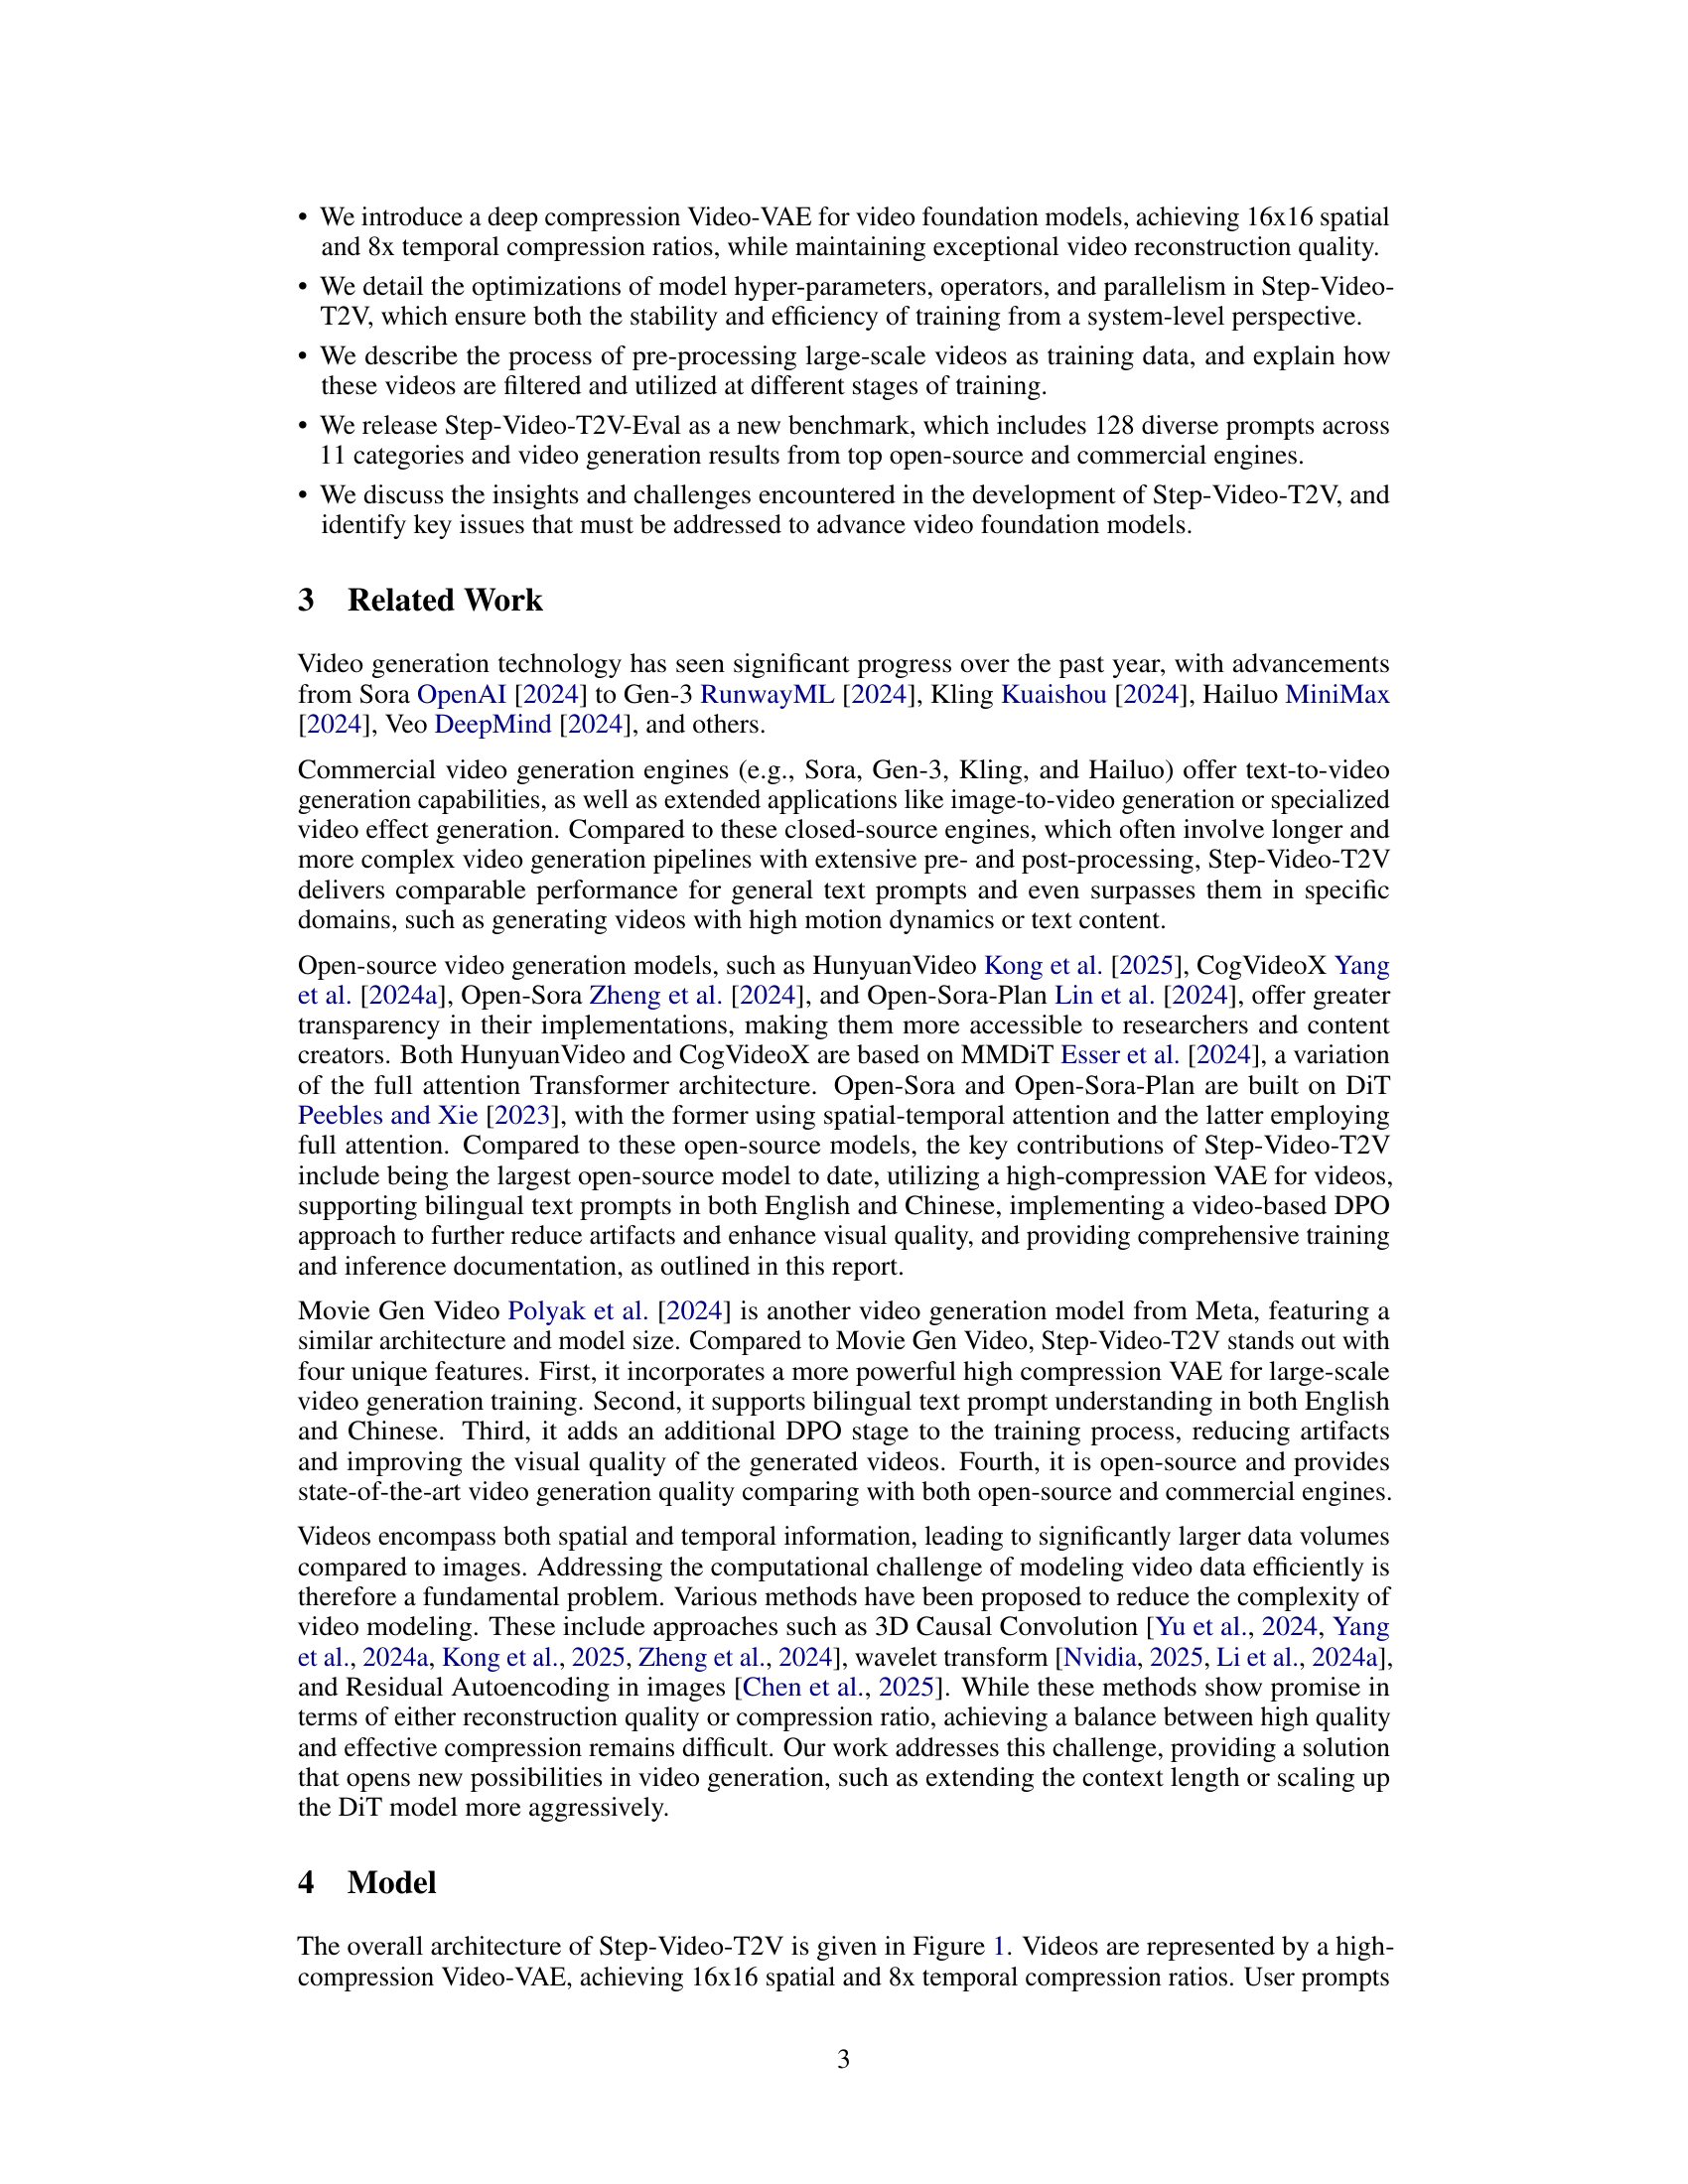 • We introduce a deep compression Video-VAE for video foundation models, achieving 16x16 spatial
and 8x temporal compression ratios, while maintaining exceptional video reconstruction quality.
• We detail the optimizations of model hyper-parameters, operators, and parallelism in Step-Video-
T2V, which ensure both the stability and efficiency of training from a system-level perspective.
• We describe the process of pre-processing large-scale videos as training data, and explain how
these videos are filtered and utilized at different stages of training.
• We release Step-Video-T2V-Eval as a new benchmark, which includes 128 diverse prompts across
11 categories and video generation results from top open-source and commercial engines.
• We discuss the insights and challenges encountered in the development of Step-Video-T2V, and
identify key issues that must be addressed to advance video foundation models.
3 Related Work
Video generation technology has seen significant progress over the past year, with advancements
from Sora OpenAI [2024] to Gen-3 RunwayML [2024], Kling Kuaishou [2024], Hailuo MiniMax
[2024], Veo DeepMind [2024], and others.
Commercial video generation engines (e.g., Sora, Gen-3, Kling, and Hailuo) offer text-to-video
generation capabilities, as well as extended applications like image-to-video generation or specialized
video effect generation. Compared to these closed-source engines, which often involve longer and
more complex video generation pipelines with extensive pre- and post-processing, Step-Video-T2V
delivers comparable performance for general text prompts and even surpasses them in specific
domains, such as generating videos with high motion dynamics or text content.
Open-source video generation models, such as HunyuanVideo Kong et al. [2025], CogVideoX Yang
et al. [2024a], Open-Sora Zheng et al. [2024], and Open-Sora-Plan Lin et al. [2024], offer greater
transparency in their implementations, making them more accessible to researchers and content
creators. Both HunyuanVideo and CogVideoX are based on MMDiT Esser et al. [2024], a variation
of the full attention Transformer architecture. Open-Sora and Open-Sora-Plan are built on DiT
Peebles and Xie [2023], with the former using spatial-temporal attention and the latter employing
full attention. Compared to these open-source models, the key contributions of Step-Video-T2V
include being the largest open-source model to date, utilizing a high-compression VAE for videos,
supporting bilingual text prompts in both English and Chinese, implementing a video-based DPO
approach to further reduce artifacts and enhance visual quality, and providing comprehensive training
and inference documentation, as outlined in this report.
Movie Gen Video Polyak et al. [2024] is another video generation model from Meta, featuring a
similar architecture and model size. Compared to Movie Gen Video, Step-Video-T2V stands out with
four unique features. First, it incorporates a more powerful high compression VAE for large-scale
video generation training. Second, it supports bilingual text prompt understanding in both English
and Chinese. Third, it adds an additional DPO stage to the training process, reducing artifacts
and improving the visual quality of the generated videos. Fourth, it is open-source and provides
state-of-the-art video generation quality comparing with both open-source and commercial engines.
Videos encompass both spatial and temporal information, leading to significantly larger data volumes
compared to images. Addressing the computational challenge of modeling video data efficiently is
therefore a fundamental problem. Various methods have been proposed to reduce the complexity of
video modeling. These include approaches such as 3D Causal Convolution [Yu et al., 2024, Yang
et al., 2024a, Kong et al., 2025, Zheng et al., 2024], wavelet transform [Nvidia, 2025, Li et al., 2024a],
and Residual Autoencoding in images [Chen et al., 2025]. While these methods show promise in
terms of either reconstruction quality or compression ratio, achieving a balance between high quality
and effective compression remains difficult. Our work addresses this challenge, providing a solution
that opens new possibilities in video generation, such as extending the context length or scaling up
the DiT model more aggressively.
4 Model
The overall architecture of Step-Video-T2V is given in Figure 1. Videos are represented by a high-
compression Video-VAE, achieving 16x16 spatial and 8x temporal compression ratios. User prompts
3